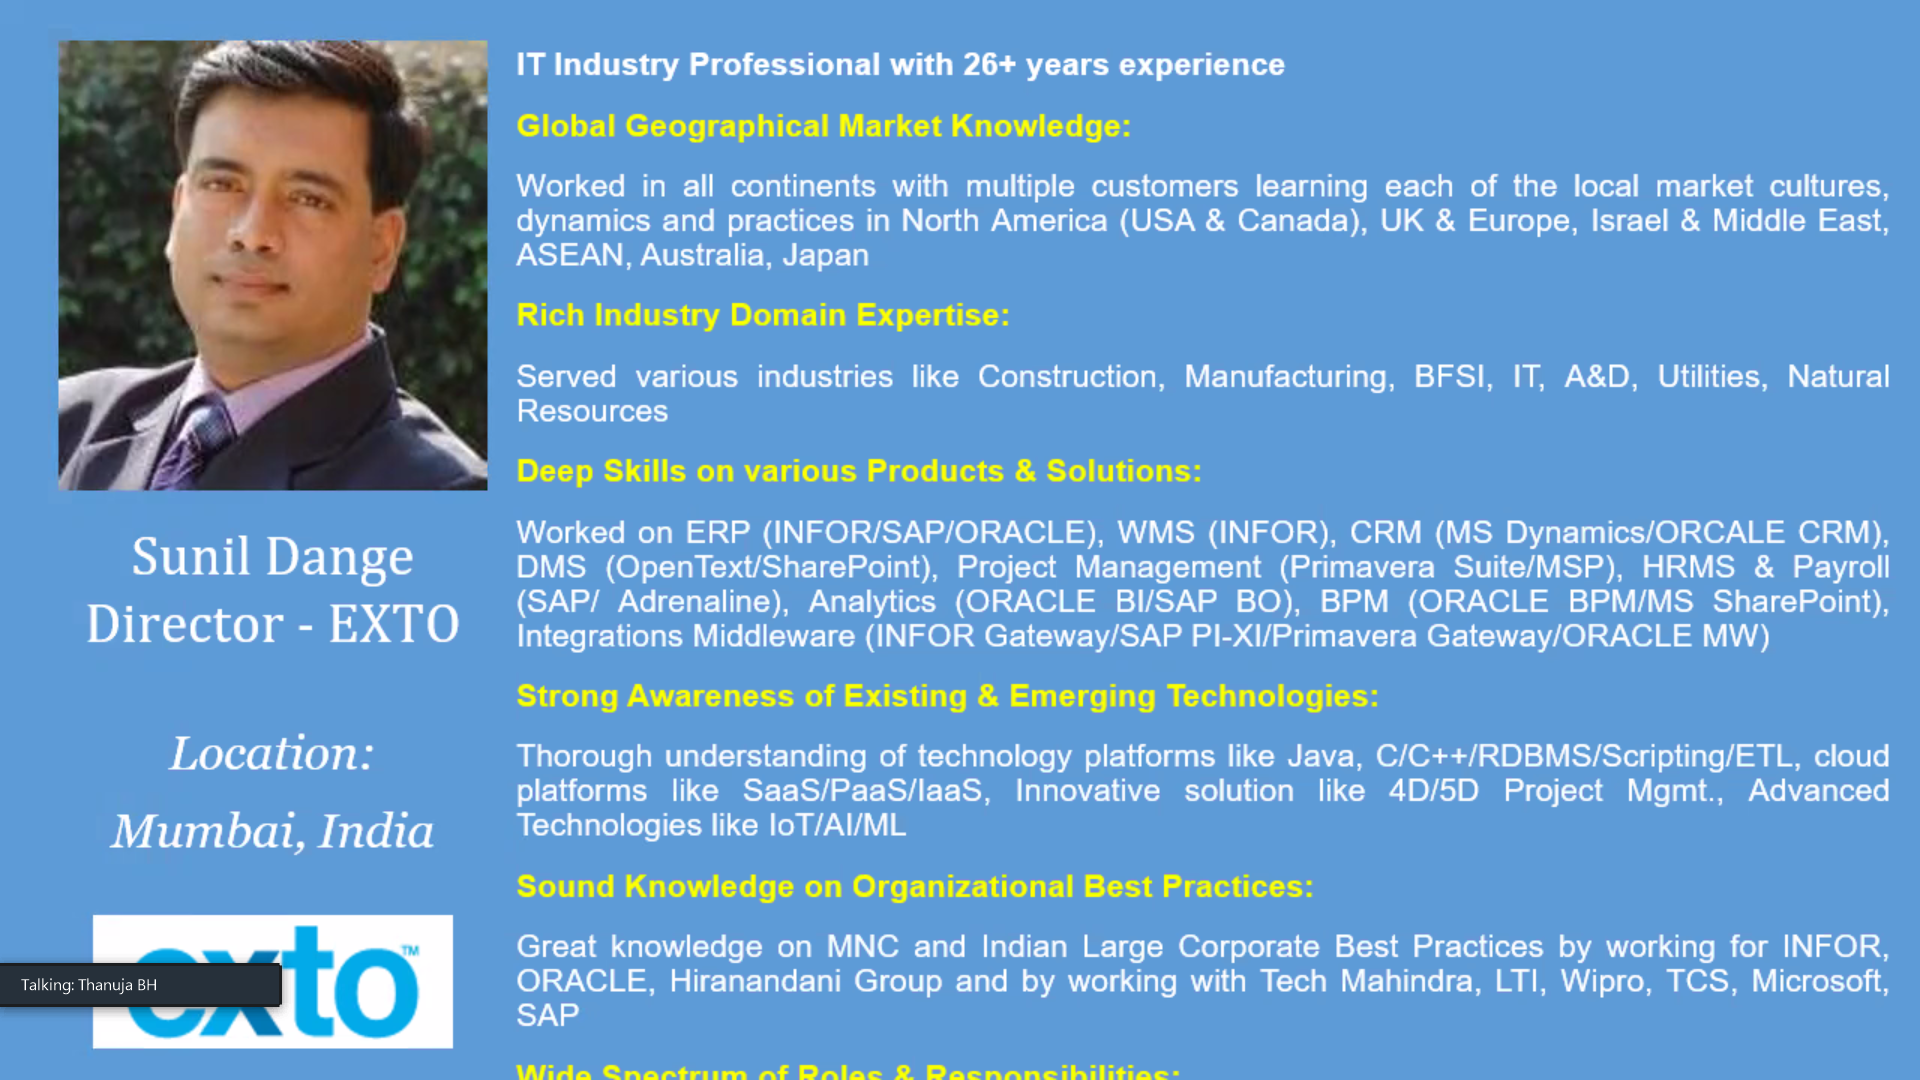 IT Industry Professional with 26+ years experience
Global Geographical Market Knowledge:
Worked in all continents with multiple customers learning each of the local market cultures,
dynamics and practices in North America (USA & Canada), UK & Europe, Israel & Middle East,
ASEAN, Australia, Japan
Rich Industry Domain Expertise:
Served various industries like Construction, Manufacturing, BFSI, IT, A&D, Utilities, Natural
Resources
Deep Skills on various Products & Solutions:
Worked on ERP (INFOR/SAP/ORACLE), WMS (INFOR), CRM (MS Dynamics/ORCALE CRM),
DMS (OpenText/SharePoint), Project Management (Primavera Suite/MSP), HRMS & Payroll
(SAP/ Adrenaline), Analytics (ORACLE BI/SAP BO), BPM (ORACLE BPM/MS SharePoint),
Integrations Middleware (INFOR Gateway/SAP PI-XI/Primavera Gateway/ORACLE MW)
Strong Awareness of Existing & Emerging Technologies:
Thorough understanding of technology platforms like Java, C/C++/RDBMS/Scripting/ETL, cloud
platforms like SaaS/PaaS/IaaS, Innovative solution like 4D/5D Project Mgmt., Advanced
Technologies like IoT/AI/ML
Sound Knowledge on Organizational Best Practices:
Great knowledge on MNC and Indian Large Corporate Best Practices by working for INFOR,
ORACLE, Hiranandani Group and by working with Tech Mahindra, LTI, Wipro, TCS, Microsoft,
SAP
Wide Spectrum of Roles & Responsibilities:
Sunil Dange
Director - EXTO
Location:
Mumbai, India
exto™
Talking: Thanuja BH